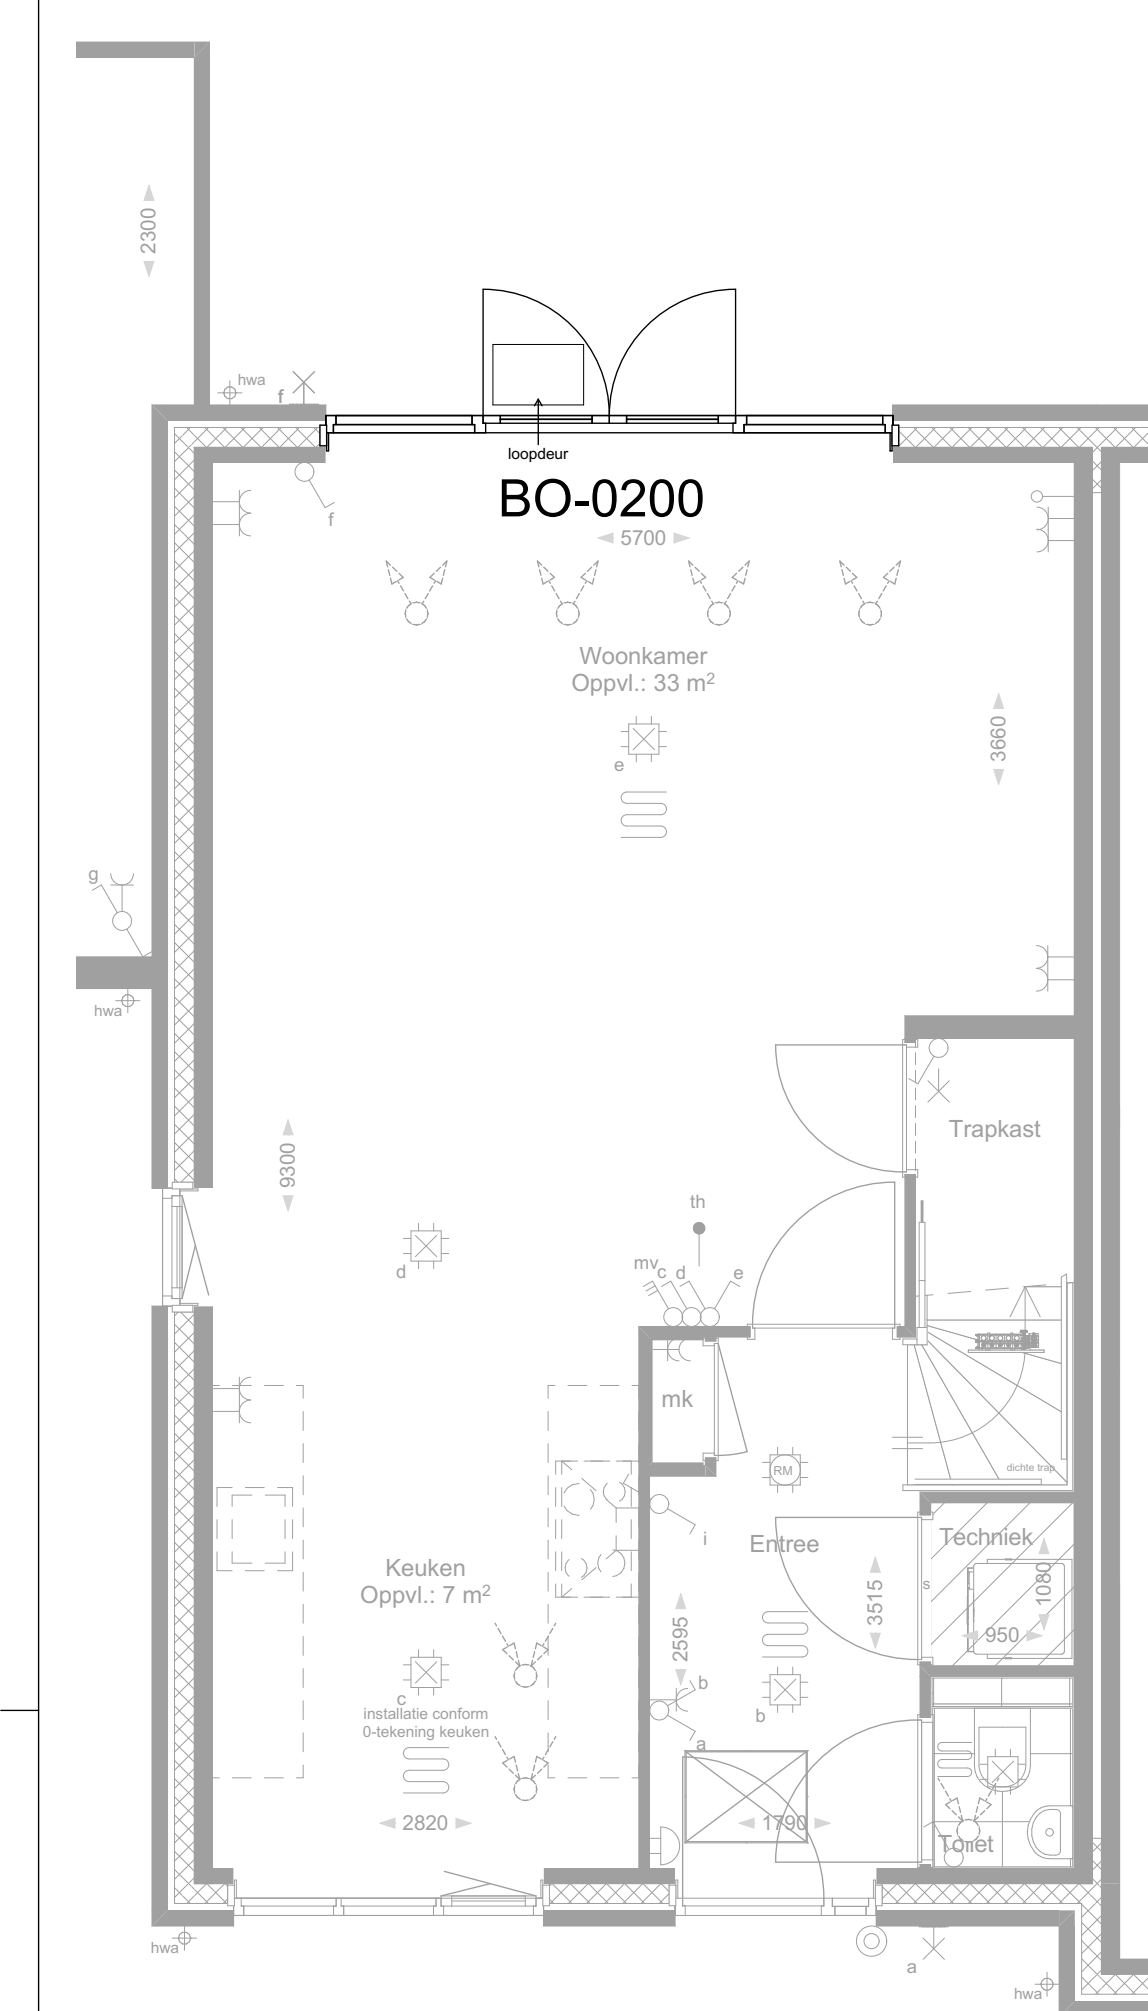 2300
hwa
f
loopdeur
BO-0200
f
5700
Woonkamer
Oppvl.: 33 m²
3660
e
g
hwa
Trapkast
9300
th
d
mv
c
d
e
mk
RM
dichte trap
i
Entree
Techniek
Keuken
Oppvl.: 7 m²
3515
s
1080
2595
950
b
c
b
installatie conform
0-tekening keuken
a
2820
1790
Toilet
hwa
a
hwa